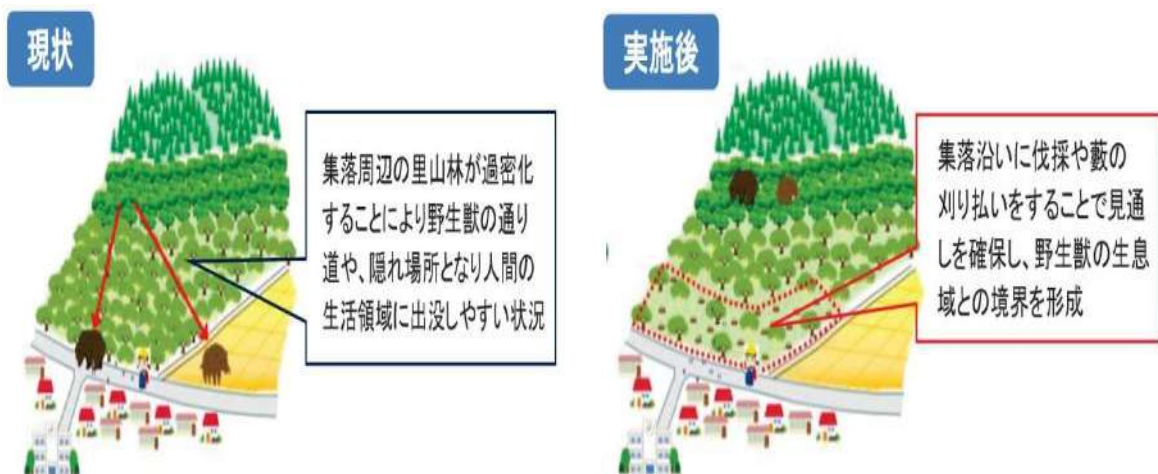 現状
集落周辺の里山林が過密化
することにより野生獣の通り
道や、隠れ場所となり人間の
生活領域に出没しやすい状況
実施後
集落沿いに伐採や藪の
刈り払いをすることで見通
しを確保し、野生獣の生息
域との境界を形成